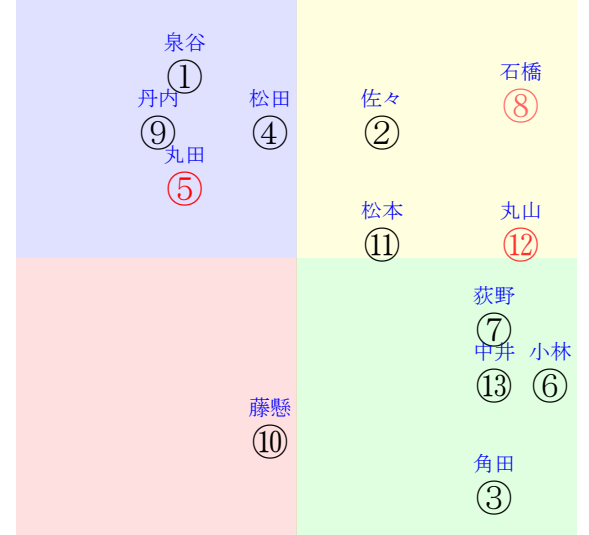 泉谷
①
石橋
⑧
丹内
⑨
松田
④
佐々
②
丸田
⑤
松本
⑪
丸山
⑫
荻野
⑦
中井
⑬
小林
⑥
藤懸
⑩
角田
③